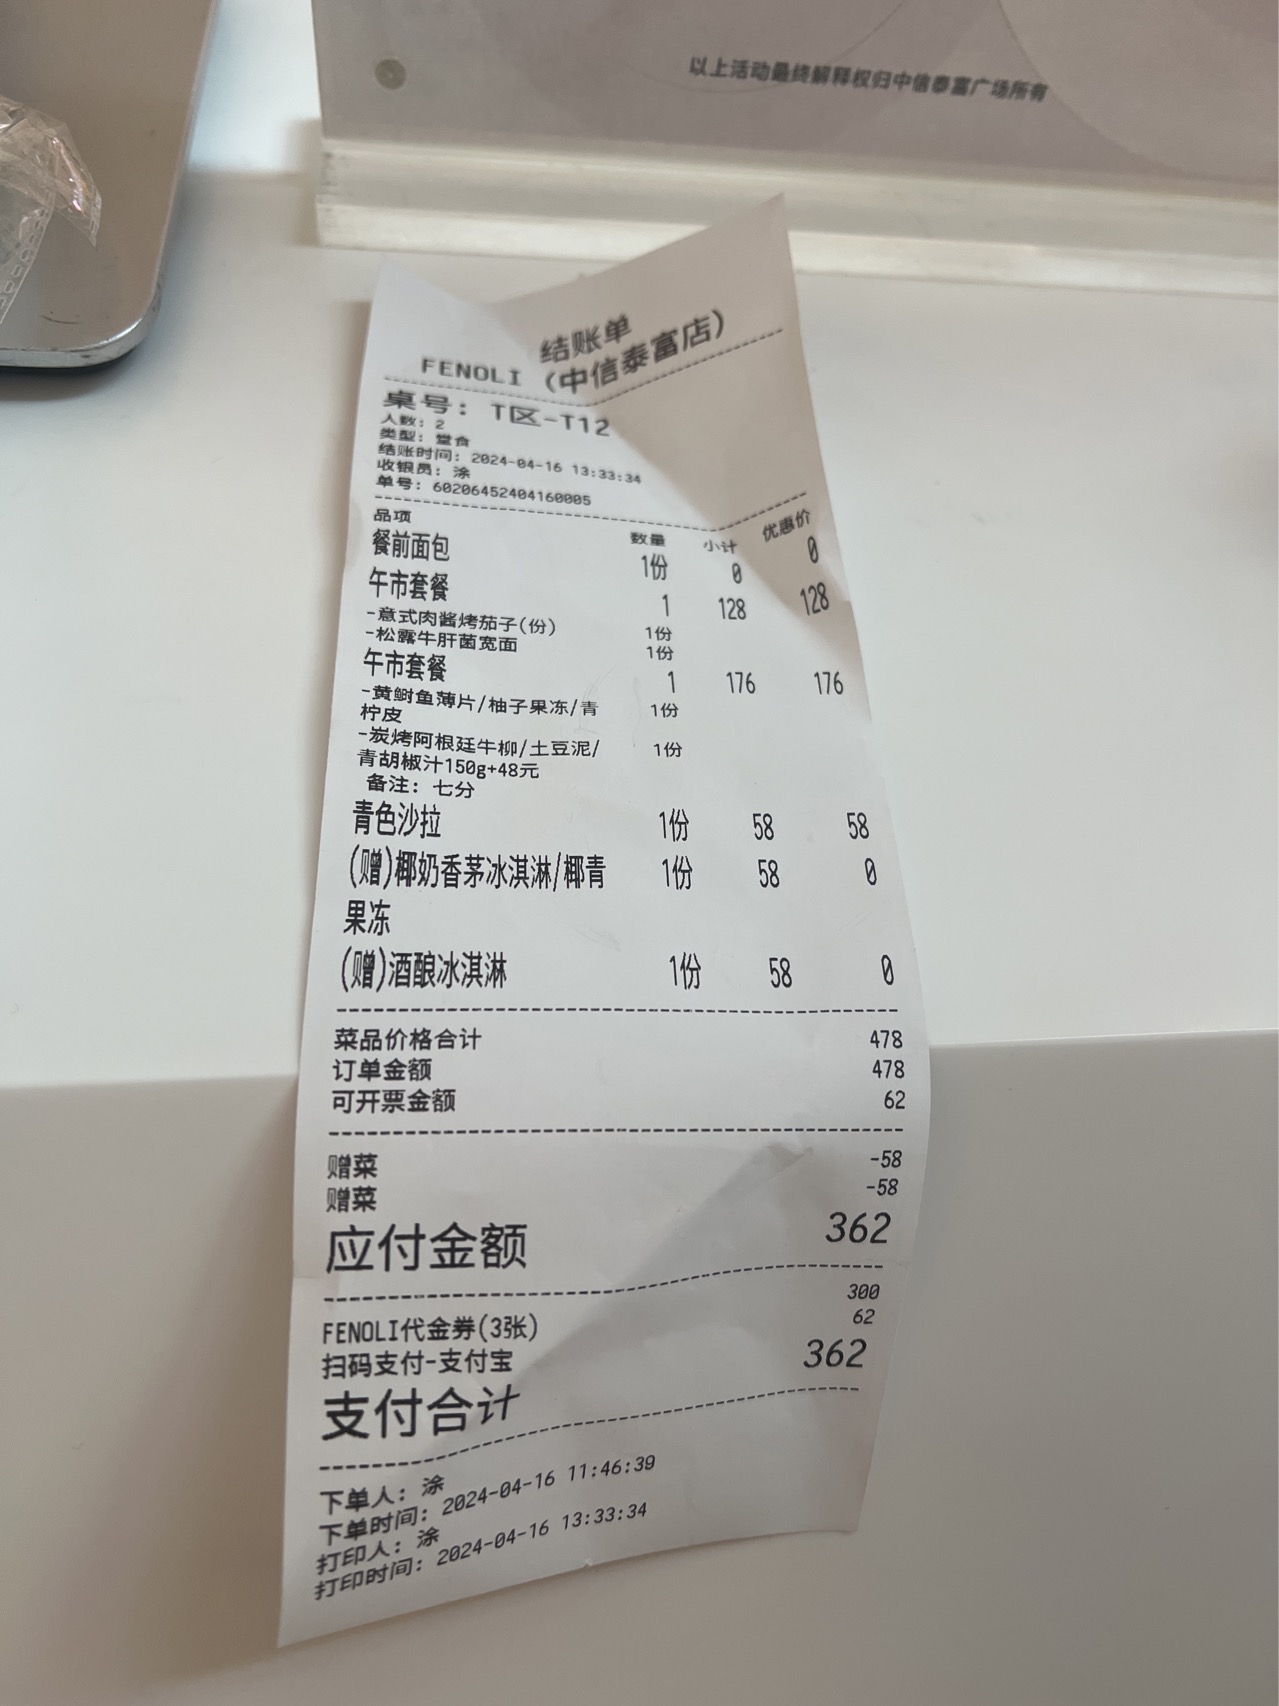 以上活动最终解释权归中信泰富广场所有
结账单
FENOLI (中信泰富店)
桌号: T区-T12
人数: 2
类型: 堂食
结账时间: 2024-04-16 13:33:34
收银员: 涂
单号: 602064524041​60005
品项 数量 小计 优惠价
餐前面包 1份 0 0
午市套餐 1 128 128
-意式肉酱烤茄子(份) 1份
-松露牛肝菌宽面 1份
午市套餐 1 176 176
-黄鰤鱼薄片/柚子果冻/青 1份
柠皮
-炭烤阿根廷牛柳/土豆泥/ 1份
青胡椒汁150g+48元
备注: 七分
青色沙拉 1份 58 58
(赠)椰奶香茅冰淇淋/椰青 1份 58 0
果冻
(赠)酒酿冰淇淋 1份 58 0
菜品价格合计 478
订单金额 478
可开票金额 62
赠菜 -58
赠菜 -58
应付金额 362
FENOLI代金券(3张) 300
扫码支付-支付宝 62
支付合计 362
下单人: 涂
下单时间: 2024-04-16 11:46:39
打印人: 涂
打印时间: 2024-04-16 13:33:34